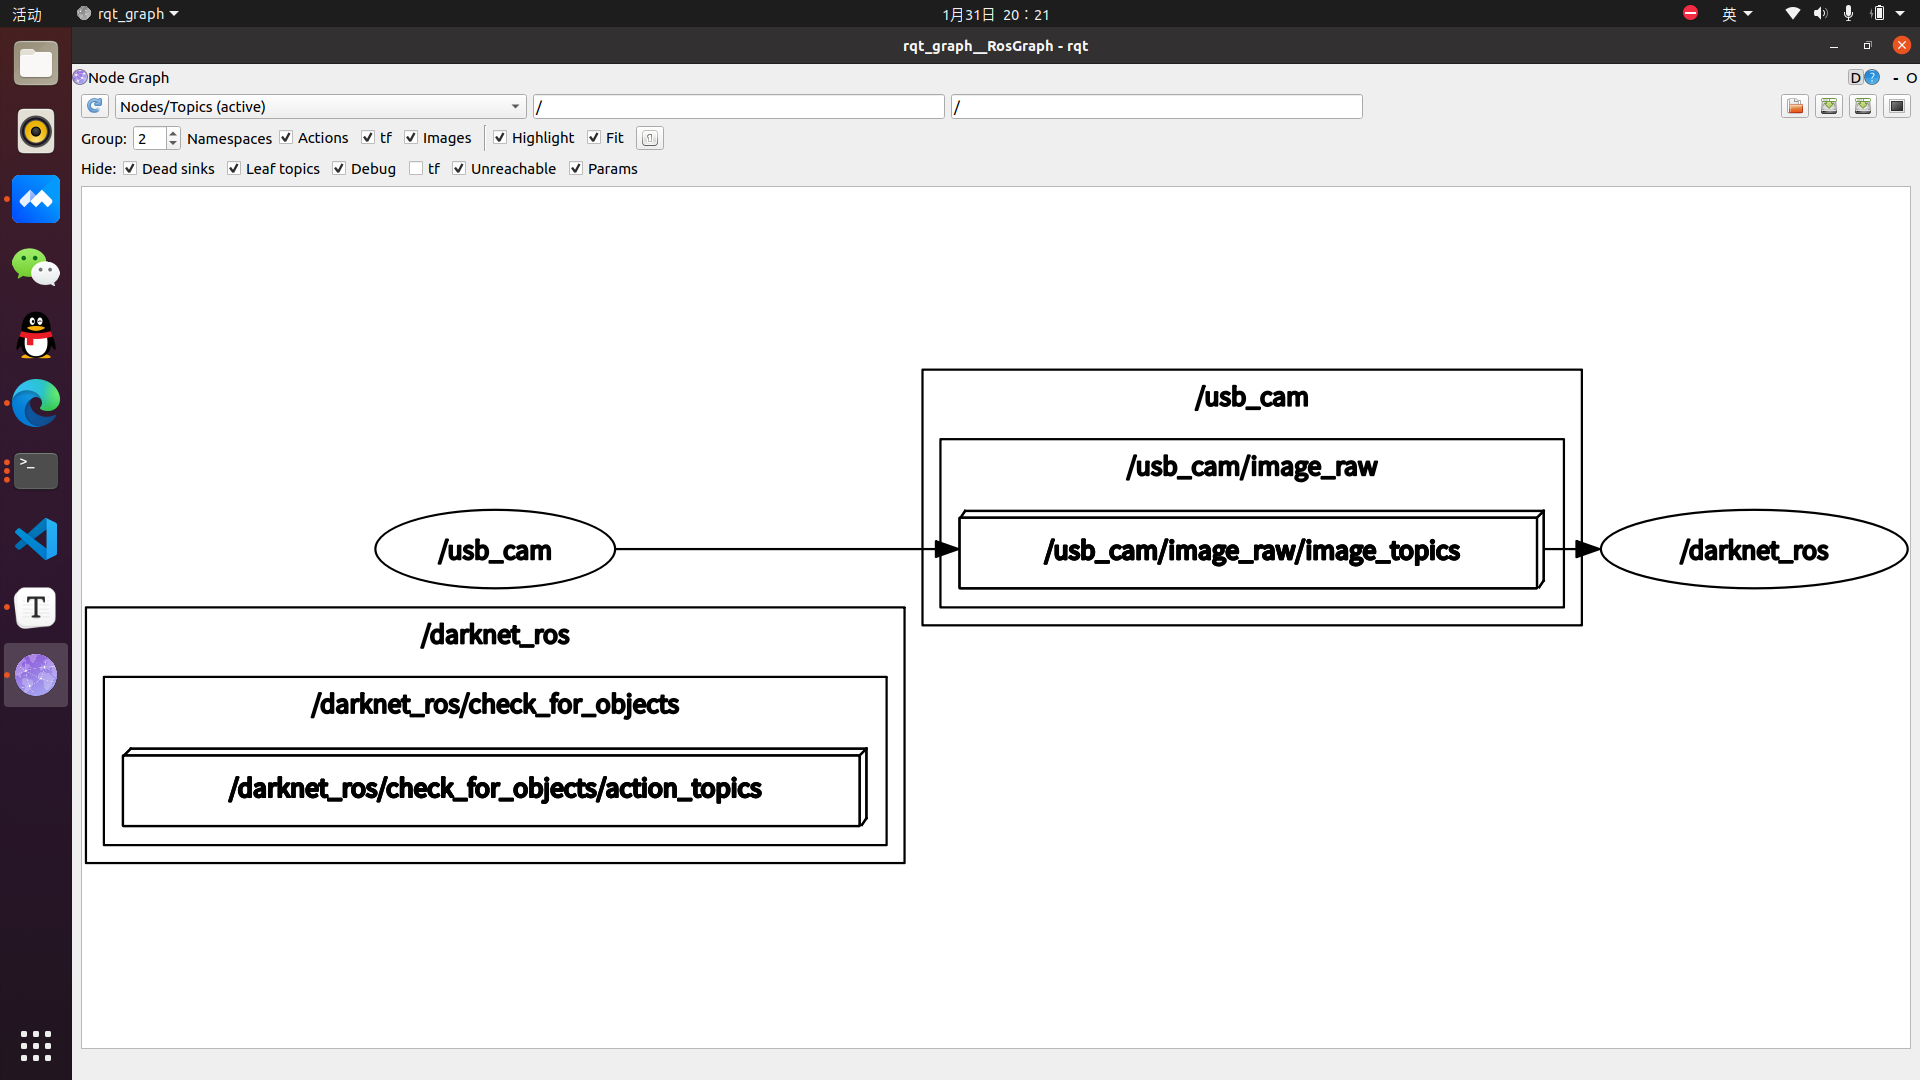 活动
rqt_graph
1月31日 20：21
英
rqt_graph__RosGraph - rqt
Node Graph
D
?
- O
Nodes/Topics (active)
/
/
Group: 2 Namespaces Actions tf Images Highlight Fit
Hide: Dead sinks Leaf topics Debug tf Unreachable Params
/usb_cam
/usb_cam/image_raw
/usb_cam
/usb_cam/image_raw/image_topics
/darknet_ros
/darknet_ros
/darknet_ros/check_for_objects
/darknet_ros/check_for_objects/action_topics
>_
T